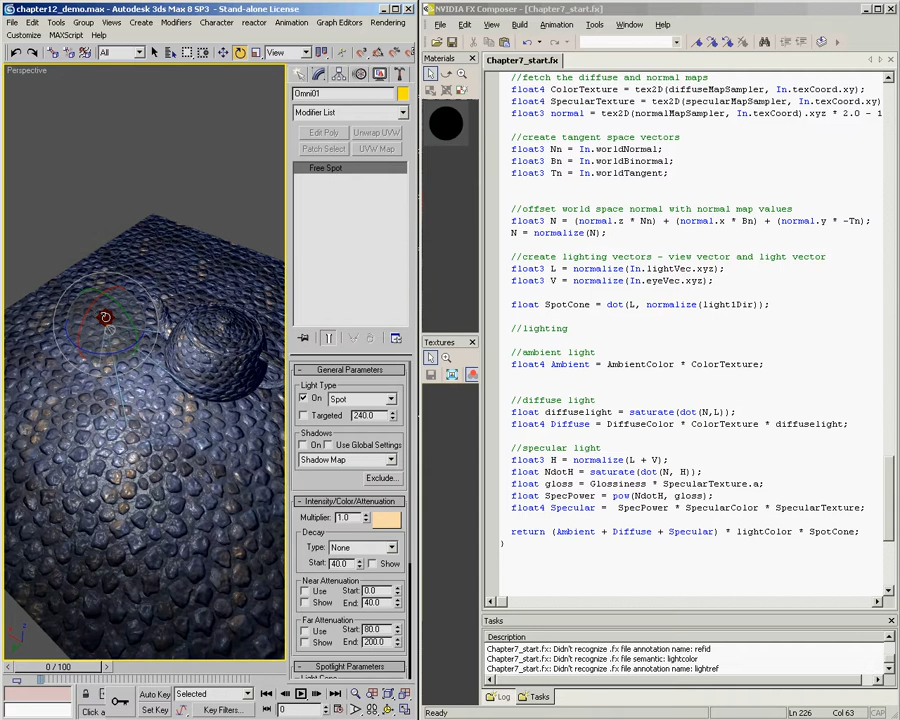 chapter12_demo.max - Autodesk 3ds Max 8 SP3 - Stand-alone License
File Edit Tools Group Views Create Modifiers Character reactor Animation Graph Editors Rendering
Customize MAXScript Help
All
View
Perspective
Omni01
Modifier List
Edit Poly Unwrap UVW
Patch Select UVW Map
Free Spot
General Parameters
Light Type
On Spot
Targeted 240.0
Shadows
On Use Global Settings
Shadow Map
Exclude...
Intensity/Color/Attenuation
Multiplier: 1.0
Decay
Type: None
Start: 40.0 Show
Near Attenuation
Use Start: 0.0
Show End: 40.0
Far Attenuation
Use Start: 80.0
Show End: 200.0
Spotlight Parameters
0 / 100
Click a
Auto Key Selected
Set Key Key Filters...
0
NVIDIA FX Composer - [Chapter7_start.fx]
File Edit View Animation Tools Build Window Help
Materials
Textures
Chapter7_start.fx
//fetch the diffuse and normal maps
float4 ColorTexture = tex2D(diffuseMapSampler, In.texCoord.xy);
float4 SpecularTexture = tex2D(specularMapSampler, In.texCoord.xy)
float3 normal = tex2D(normalMapSampler, In.texCoord).xyz * 2.0 - 1
//create tangent space vectors
float3 Nn = In.worldNormal;
float3 Bn = In.worldBinormal;
float3 Tn = In.worldTangent;
//offset world space normal with normal map values
float3 N = (normal.z * Nn) + (normal.x * Bn) + (normal.y * -Tn);
N = normalize(N);
//create lighting vectors - view vector and light vector
float3 L = normalize(In.lightVec.xyz);
float3 V = normalize(In.eyeVec.xyz);
float SpotCone = dot(L, normalize(light1Dir));
//lighting
//ambient light
float4 Ambient = AmbientColor * ColorTexture;
//diffuse light
float diffuselight = saturate(dot(N,L));
float4 Diffuse = DiffuseColor * ColorTexture * diffuselight;
//specular light
float3 H = normalize(L + V);
float NdotH = saturate(dot(N, H));
float gloss = Glossiness * SpecularTexture.a;
float SpecPower = pow(NdotH, gloss);
float4 Specular =  SpecPower * SpecularColor * SpecularTexture;
return (Ambient + Diffuse + Specular) * lightColor * SpotCone;
}
Tasks
Description
Chapter7_start.fx: Didn't recognize .fx file annotation name: refid
Chapter7_start.fx: Didn't recognize .fx file semantic: lightcolor
Chapter7_start.fx: Didn't recognize .fx file annotation name: lightref
Log Tasks
Ready Ln 226 Col 63 CAP